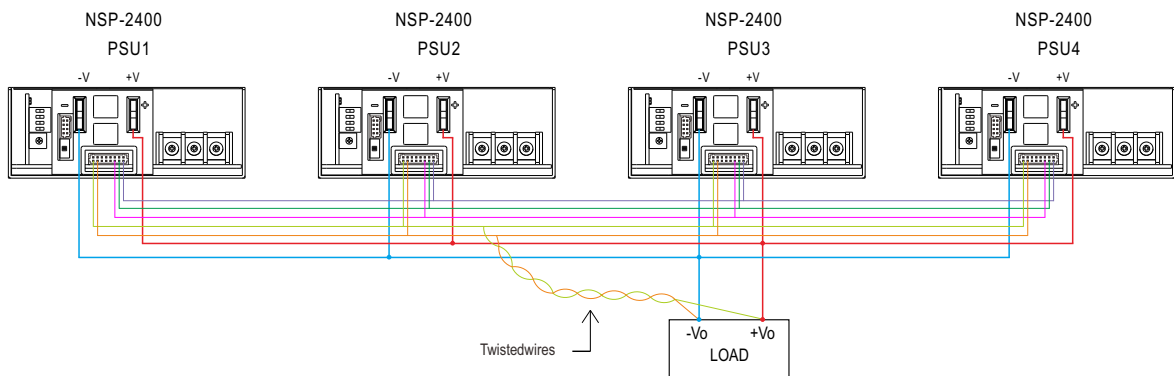 NSP-2400 NSP-2400 NSP-2400 NSP-2400
PSU1 PSU2 PSU3 PSU4
-V +V -V +V -V +V -V +V
- + - + - + - +
Twistedwires
-Vo +Vo
LOAD